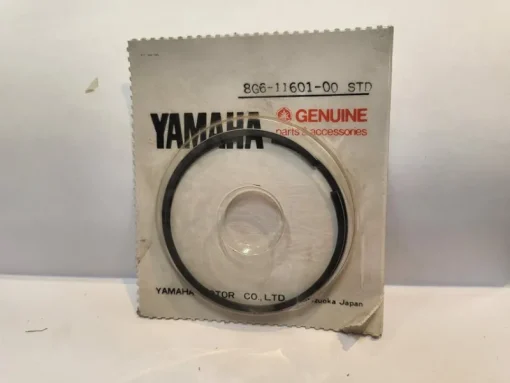 8G6-11601-00 STD
YAMAHA
GENUINE
parts & accessories
YAMAHA MOTOR CO., LTD.
Japan